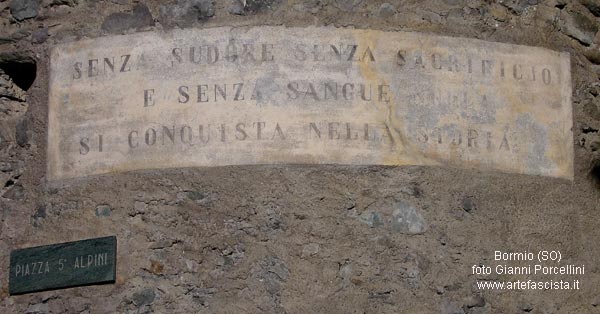 SENZA SUDORE SENZA SACRIFICIO
E SENZA SANGUE NULLA
SI CONQUISTA NELLA STORIA
PIAZZA 5° ALPINI
Bormio (SO)
foto Gianni Porcellini
www.artefascista.it